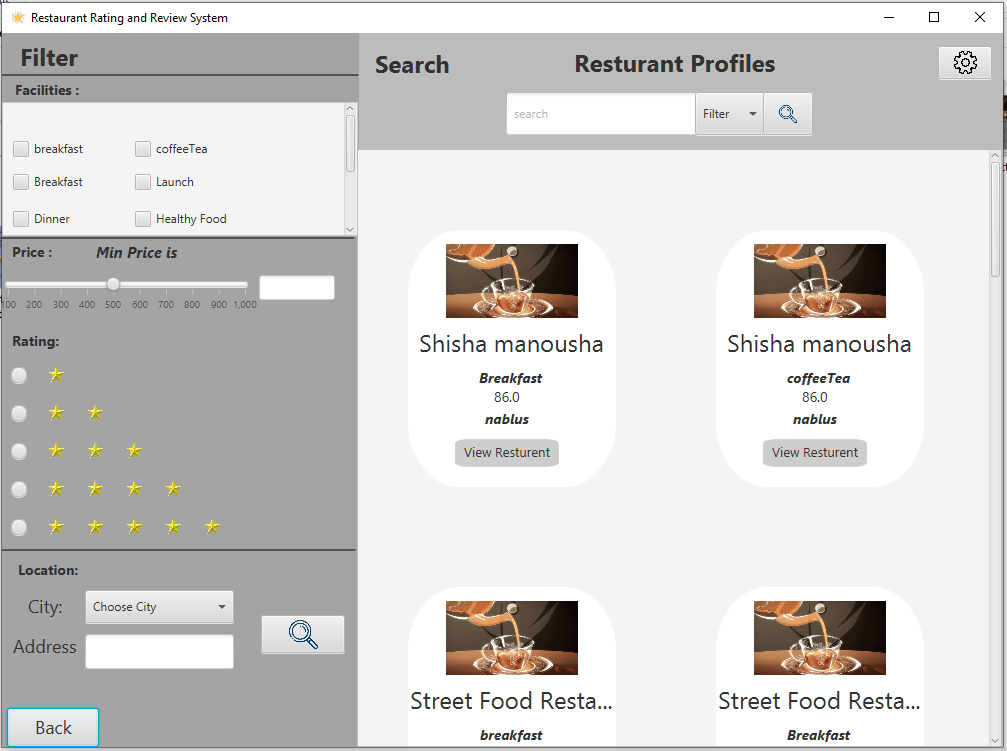 Restaurant Rating and Review System
Filter
Facilities :
breakfast
coffeeTea
Breakfast
Launch
Dinner
Healthy Food
Price :
Min Price is
100 200 300 400 500 600 700 800 900 1,000
Rating:
Location:
City:
Choose City
Address
Back
Search
Resturant Profiles
search
Filter
Shisha manousha
Breakfast
86.0
nablus
View Resturent
Shisha manousha
coffeeTea
86.0
nablus
View Resturent
Street Food Resta...
breakfast
Street Food Resta...
Breakfast